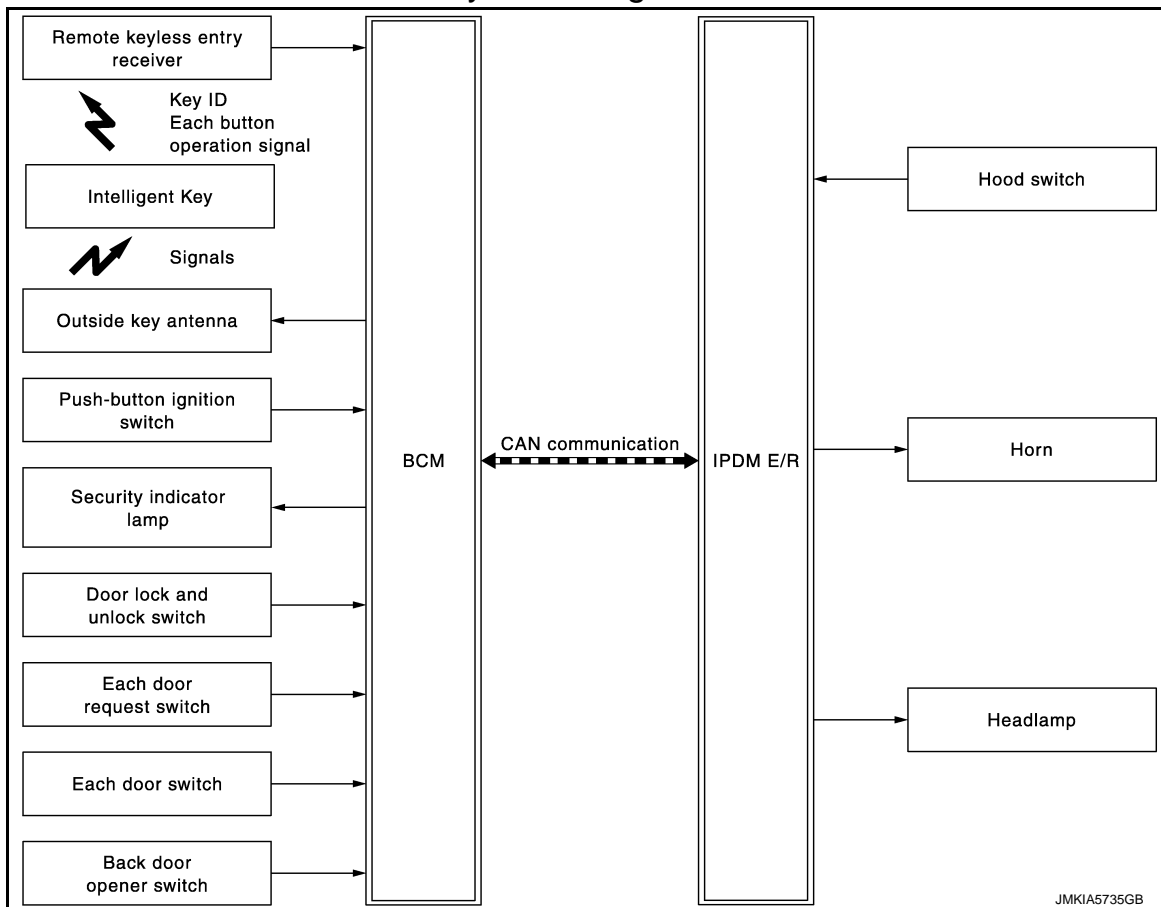 Remote keyless entry
receiver
Key ID
Each button
operation signal
Intelligent Key
Signals
Outside key antenna
Push-button ignition
switch
Security indicator
lamp
Door lock and
unlock switch
Each door
request switch
Each door switch
Back door
opener switch
BCM
CAN communication
IPDM E/R
Hood switch
Horn
Headlamp
JMKIA5735GB